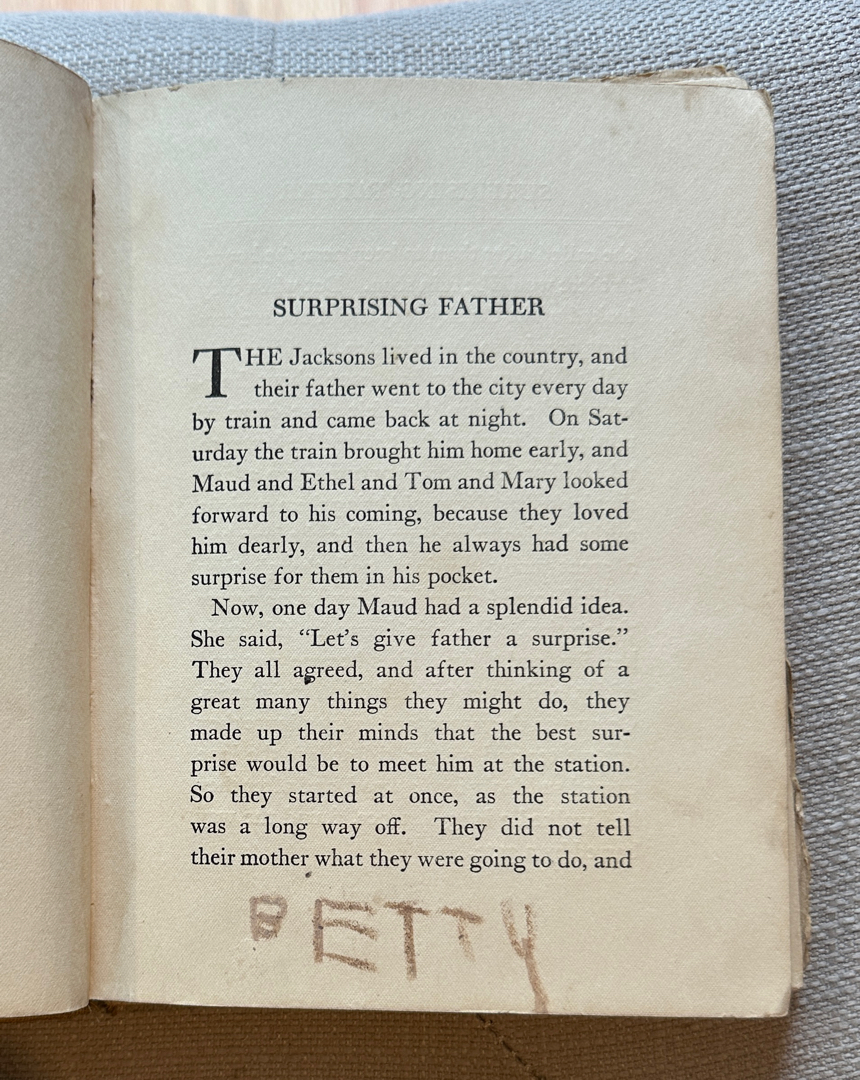 SURPRISING FATHER
THE Jacksons lived in the country, and
their father went to the city every day
by train and came back at night. On Sat-
urday the train brought him home early, and
Maud and Ethel and Tom and Mary looked
forward to his coming, because they loved
him dearly, and then he always had some
surprise for them in his pocket.
Now, one day Maud had a splendid idea.
She said, “Let’s give father a surprise.”
They all agreed, and after thinking of a
great many things they might do, they
made up their minds that the best sur-
prise would be to meet him at the station.
So they started at once, as the station
was a long way off. They did not tell
their mother what they were going to do, and
BETTY